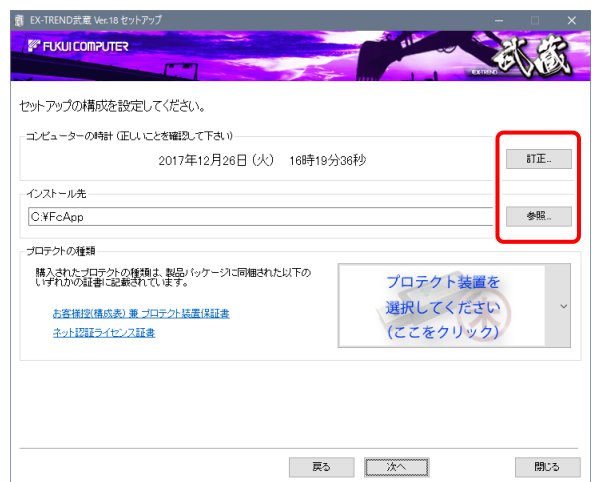 EX-TREND武蔵 Ver.18 セットアップ
FUKUI COMPUTER
EX-TREND 武蔵
セットアップの構成を設定してください。
コンピューターの時計 (正しいことを確認して下さい)
2017年12月26日 (火) 16時19分36秒
訂正...
インストール先
C:¥FcApp
参照...
プロテクトの種類
購入されたプロテクトの種類は、製品パッケージに同梱された以下の
いずれかの証書に記載されています。
お客様控(構成表) 兼 プロテクト装置保証書
ネット認証ライセンス証書
プロテクト装置を
選択してください
(ここをクリック)
戻る
次へ
閉じる